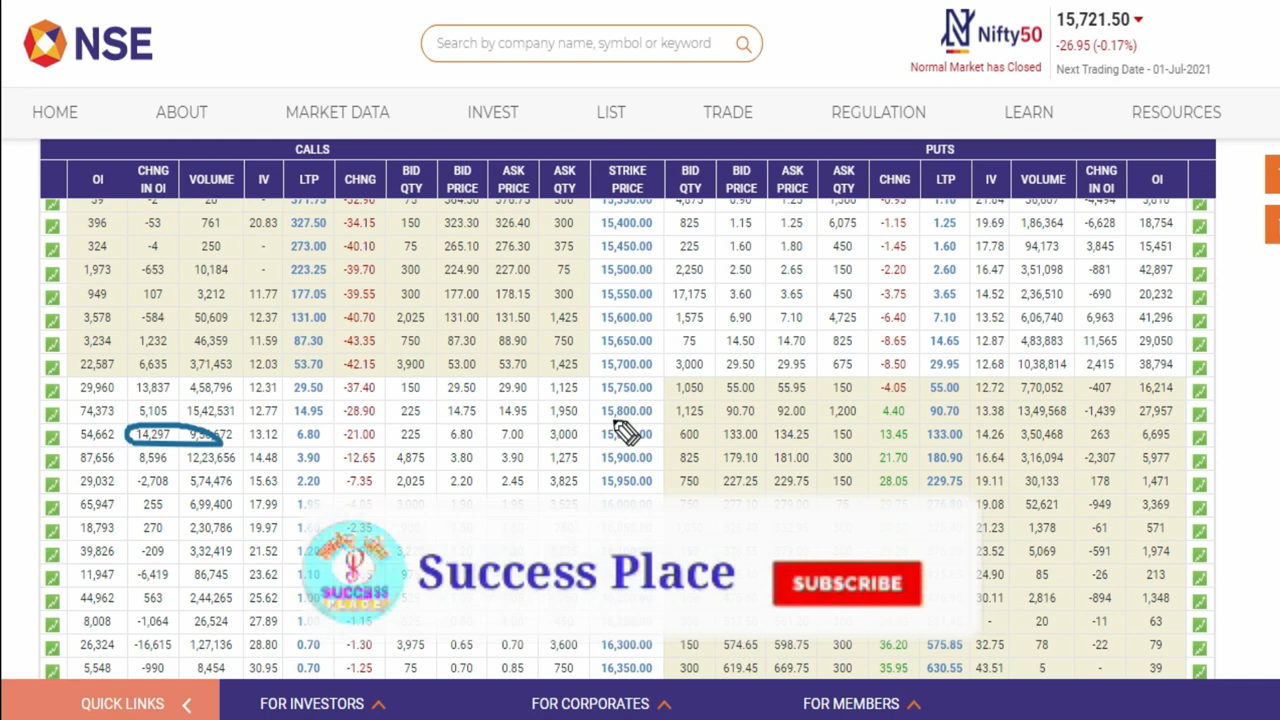 NSE
Search by company name, symbol or keyword
Nifty50
15,721.50
-26.95 (-0.17%)
Normal Market has Closed
Next Trading Date - 01-Jul-2021
HOME ABOUT MARKET DATA INVEST LIST TRADE REGULATION LEARN RESOURCES
CALLS PUTS
OI CHNG IN OI VOLUME IV LTP CHNG BID QTY BID PRICE ASK PRICE ASK QTY STRIKE PRICE BID QTY BID PRICE ASK PRICE ASK QTY CHNG LTP IV VOLUME CHNG IN OI OI
396 -53 761 20.83 327.50 -34.15 150 323.30 326.40 300 15,400.00 825 1.15 1.25 6,075 -1.15 1.25 19.69 1,86,364 -6,628 18,754
324 -4 250 - 273.00 -40.10 75 265.10 276.30 375 15,450.00 225 1.60 1.80 450 -1.45 1.60 17.78 94,173 3,845 15,451
1,973 -653 10,184 - 223.25 -39.70 300 224.90 227.00 75 15,500.00 2,250 2.50 2.65 150 -2.20 2.60 16.47 3,51,098 -881 42,897
949 107 3,212 11.77 177.05 -39.55 300 177.00 178.15 300 15,550.00 17,175 3.60 3.65 450 -3.75 3.65 14.52 2,36,510 -690 20,232
3,578 -584 50,609 12.37 131.00 -40.70 2,025 131.00 131.50 1,425 15,600.00 1,575 6.90 7.10 4,725 -6.40 7.10 13.52 6,06,740 6,963 41,296
3,234 1,232 46,359 11.59 87.30 -43.35 750 87.30 88.90 750 15,650.00 75 14.50 14.70 825 -8.65 14.65 12.87 4,83,883 11,565 29,050
22,587 6,635 3,71,453 12.03 53.70 -42.15 3,900 53.00 53.70 1,425 15,700.00 3,000 29.50 29.95 675 -8.50 29.95 12.68 10,38,814 2,415 38,794
29,960 13,837 4,58,796 12.31 29.50 -37.40 150 29.50 29.90 1,125 15,750.00 1,050 55.00 55.95 150 -4.05 55.00 12.72 7,70,052 -407 16,214
74,373 5,105 15,42,531 12.77 14.95 -28.90 225 14.75 14.95 1,950 15,800.00 1,125 90.70 92.00 1,200 4.40 90.70 13.38 13,49,568 -1,439 27,957
54,662 14,297 13.12 6.80 -21.00 225 6.80 7.00 3,000 600 133.00 134.25 150 13.45 133.00 14.26 3,50,468 263 6,695
87,656 8,596 12,23,656 14.48 3.90 -12.65 4,875 3.80 3.90 1,275 15,900.00 825 179.10 181.00 300 21.70 180.90 16.64 3,16,094 -2,307 5,977
29,032 -2,708 5,74,476 15.63 2.20 -7.35 2,025 2.20 2.45 3,825 15,950.00 750 227.25 229.75 150 28.05 229.75 19.11 30,133 178 1,471
65,947 255 6,99,400 17.99 19.08 52,621 -949 3,369
18,793 270 2,30,786 19.97 -2.35 21.23 1,378 -61 571
39,826 -209 3,32,419 21.52 23.52 5,069 -591 1,974
11,947 -6,419 86,745 23.62 1.10 24.90 85 -26 213
44,962 563 2,44,265 25.62 30.11 2,816 -894 1,348
8,008 -1,064 26,524 27.89 - 20 -11 63
26,324 -16,615 1,27,136 28.80 0.70 -1.30 3,975 0.65 0.70 3,600 16,300.00 150 574.65 598.75 300 36.20 575.85 32.75 78 -22 79
5,548 -990 8,454 30.95 0.70 -1.25 75 0.70 0.85 750 16,350.00 300 619.45 669.75 300 35.95 630.55 43.51 5 - 39
SUCCESS
PLACE
Success Place
SUBSCRIBE
QUICK LINKS FOR INVESTORS FOR CORPORATES FOR MEMBERS